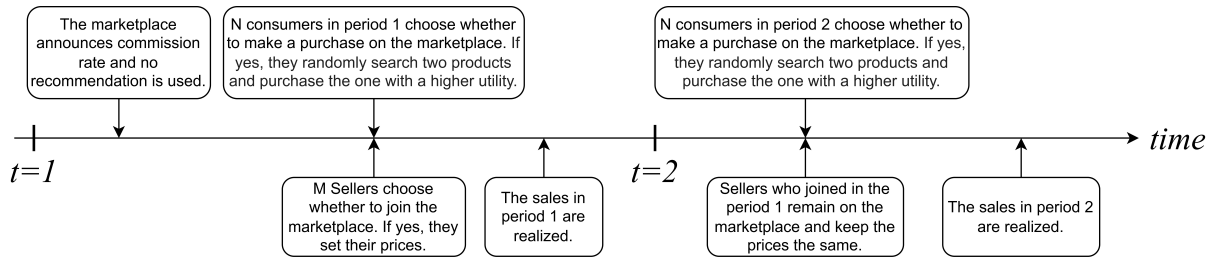 The marketplace
announces commission
rate and no
recommendation is used.
N consumers in period 1 choose whether
to make a purchase on the marketplace. If
yes, they randomly search two products
and purchase the one with a higher utility.
N consumers in period 2 choose whether to
make a purchase on the marketplace. If yes,
they randomly search two products and
purchase the one with a higher utility.
time
t=1
t=2
M Sellers choose
whether to join the
marketplace. If yes, they
set their prices.
The sales in
period 1 are
realized.
Sellers who joined in the
period 1 remain on the
marketplace and keep the
prices the same.
The sales in period 2
are realized.